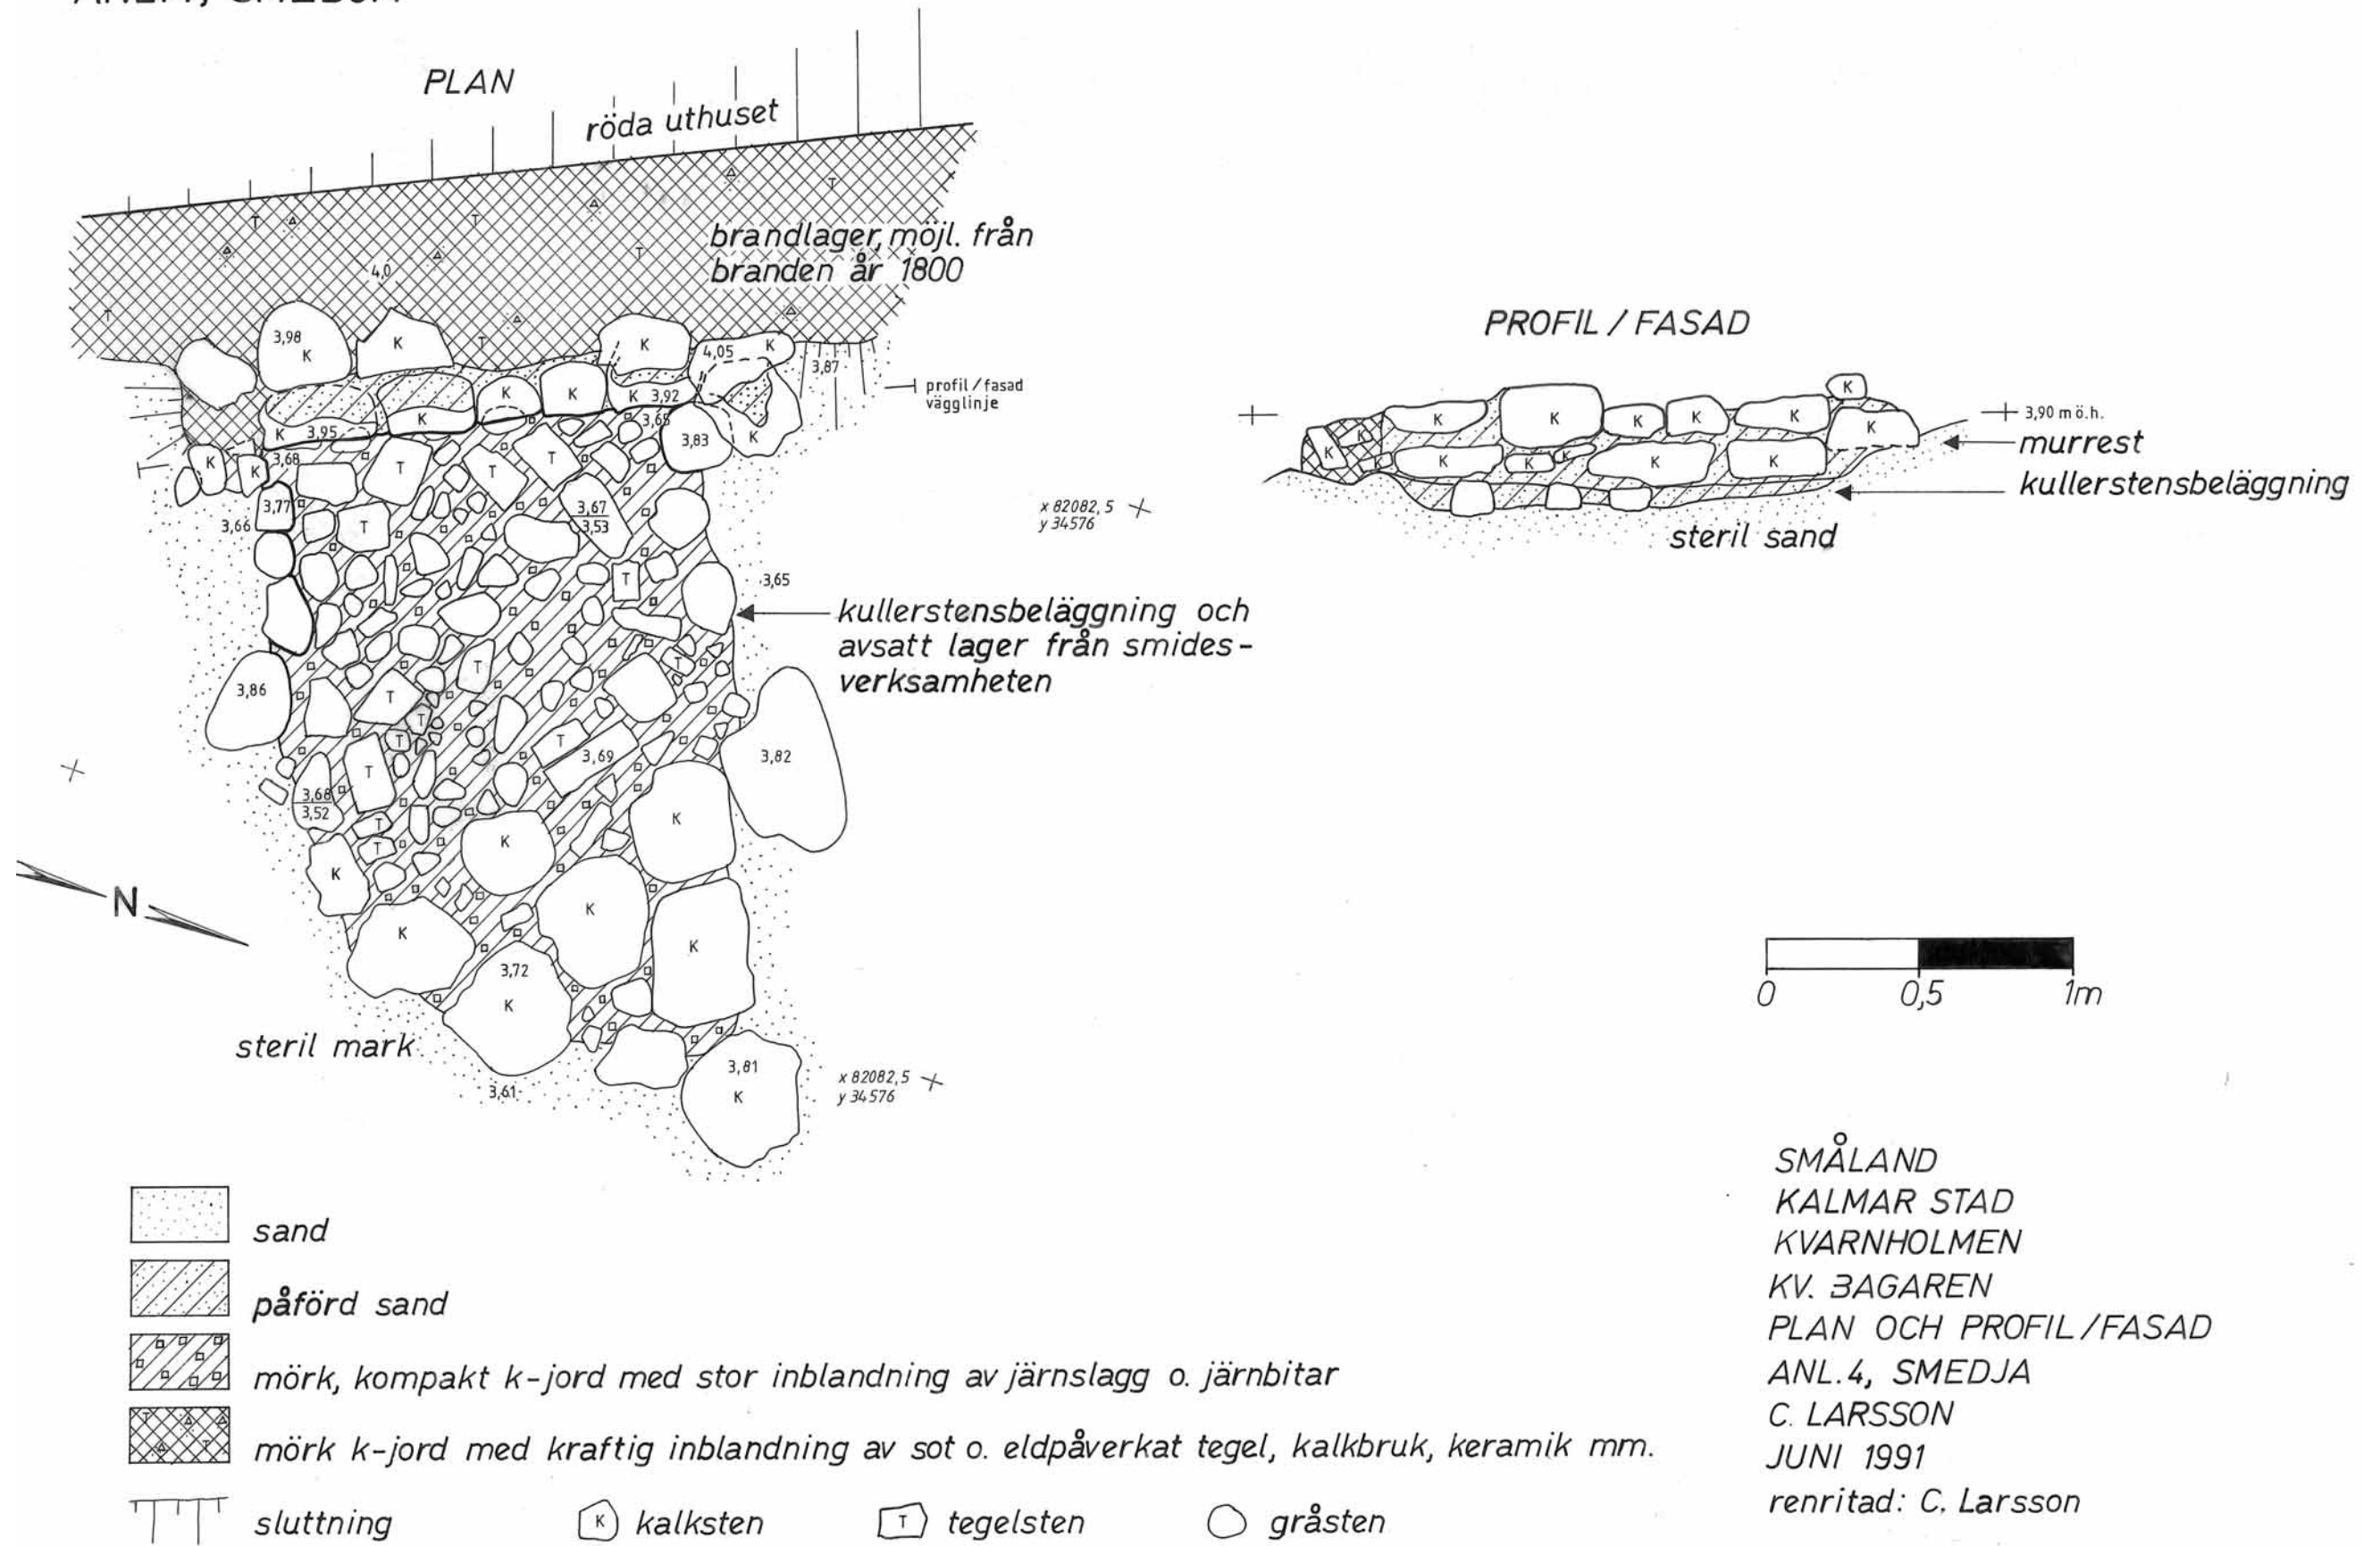 PLAN
röda uthuset
brandlager, möjl. från
branden år 1800
T
T
T
T
T
T
T
4,0
3,98
K
K
K
4,05
K
3,87
profil/fasad
vägglinje
K
K
K
3,92
K
3,95
K
3,65
3,83
K
K
K
3,68
T
T
T
3,77
3,66
T
3,67
3,53
x 82082,5
y 34576
T
3,65
kullerstensbeläggning och
avsatt lager från smides-
verksamheten
3,86
T
T
T
T
T
T
3,69
3,82
T
3,68
3,52
T
T
K
K
K
K
K
K
3,72
K
steril mark
3,61
3,81
K
x 82082,5
y 34576
N
PROFIL / FASAD
K
K
K
K
K
K
K
K
K
K
K
K
K
K
3,90 m ö.h.
murrest
kullerstensbeläggning
steril sand
0 0,5 1m
sand
påförd sand
mörk, kompakt k-jord med stor inblandning av järnslagg o. järnbitar
T
T
mörk k-jord med kraftig inblandning av sot o. eldpåverkat tegel, kalkbruk, keramik mm.
sluttning K kalksten T tegelsten gråsten
SMÅLAND
KALMAR STAD
KVARNHOLMEN
KV. BAGAREN
PLAN OCH PROFIL/FASAD
ANL.4, SMEDJA
C. LARSSON
JUNI 1991
renritad: C. Larsson